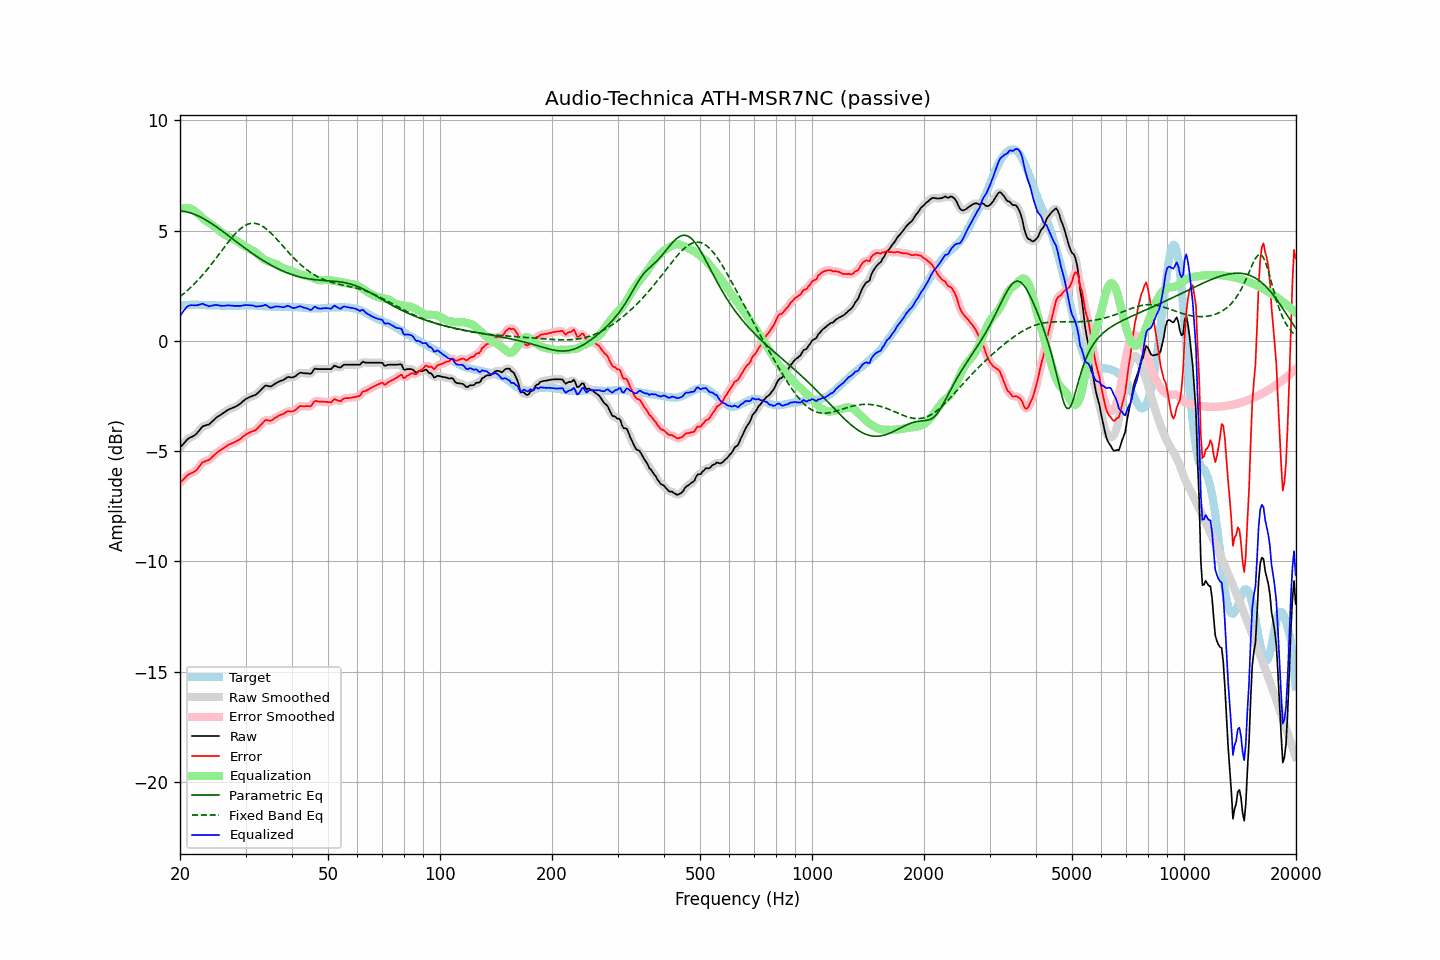 Audio-Technica ATH-MSR7NC (passive)
10
5
0
−5
−10
−15
−20
Amplitude (dBr)
Target
Raw Smoothed
Error Smoothed
Raw
Error
Equalization
Parametric Eq
Fixed Band Eq
Equalized
20 50 100 200 500 1000 2000 5000 10000 20000
Frequency (Hz)